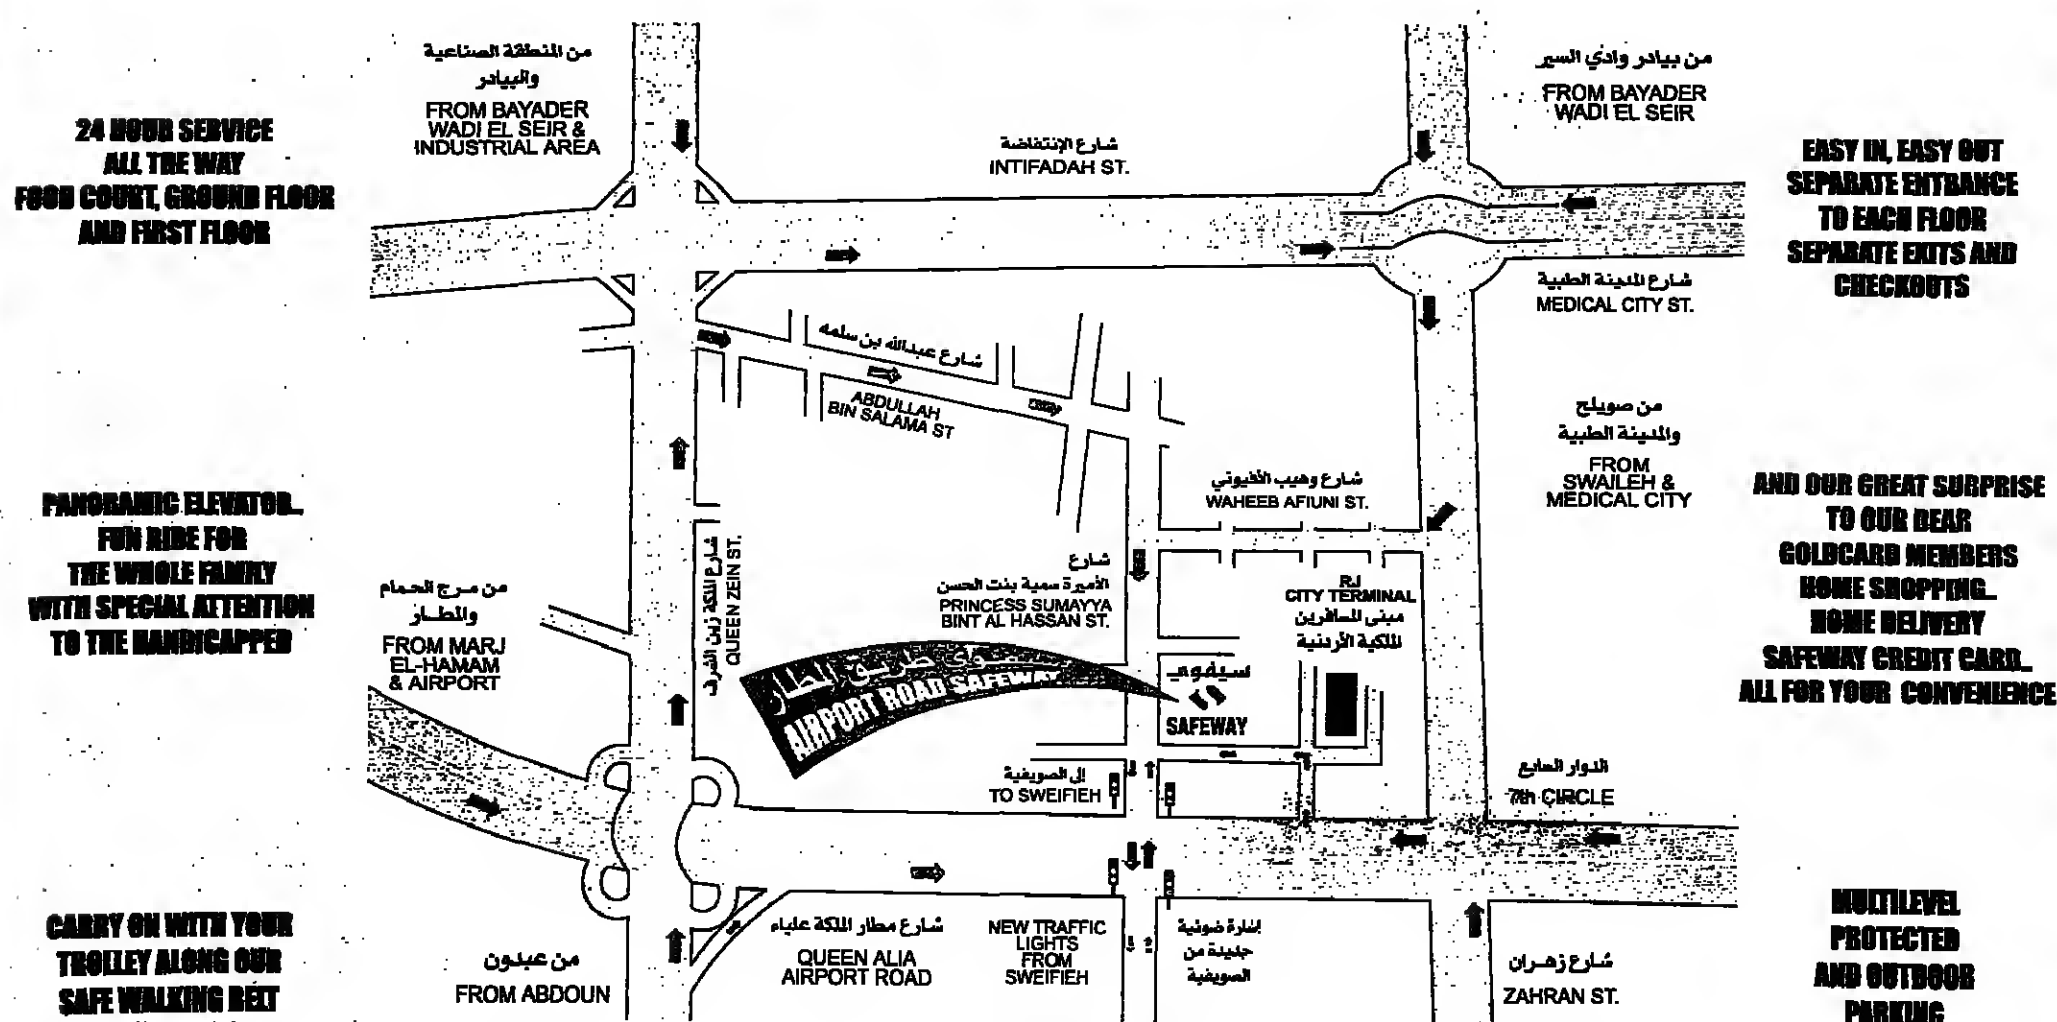 24 HOUR SERVICE
ALL THE WAY
FOOD COURT, GROUND FLOOR
AND FIRST FLOOR
PANORAMIC ELEVATOR..
FUN RIDE FOR
THE WHOLE FAMILY
WITH SPECIAL ATTENTION
TO THE HANDICAPPED
CARRY ON WITH YOUR
TROLLEY ALONG OUR
SAFE WALKING BELT
من المنطقة الصناعية
والبيادر
FROM BAYADER
WADI EL SEIR &
INDUSTRIAL AREA
شارع الإنتفاضة
INTIFADAH ST.
من بيادر وادي السير
FROM BAYADER
WADI EL SEIR
شارع المدينة الطبية
MEDICAL CITY ST.
شارع عبدالله بن سلمه
ABDULLAH
BIN SALAMA ST
من صويلح
والمدينة الطبية
FROM
SWAILEH &
MEDICAL CITY
شارع وهيب الأفيوني
WAHEEB AFIUNI ST.
شارع الملكة زين الشرف
QUEEN ZEIN ST.
شارع
الأميرة سمية بنت الحسن
PRINCESS SUMAYYA
BINT AL HASSAN ST.
RJ
CITY TERMINAL
مبنى المسافرين
الملكية الأردنية
من مرج الحمام
والمطار
FROM MARJ
EL-HAMAM
& AIRPORT
سيفوي طريق المطار
AIRPORT ROAD SAFEWAY
سيفوي
SAFEWAY
إلى الصويفية
TO SWEIFIEH
الدوار السابع
7th CIRCLE
من عبدون
FROM ABDOUN
شارع مطار الملكة علياء
QUEEN ALIA
AIRPORT ROAD
NEW TRAFFIC
LIGHTS
FROM
SWEIFIEH
إشارة ضوئية
جديدة من
الصويفية
شارع زهران
ZAHRAN ST.
EASY IN, EASY OUT
SEPARATE ENTRANCE
TO EACH FLOOR
SEPARATE EXITS AND
CHECKOUTS
AND OUR GREAT SURPRISE
TO OUR DEAR
GOLDCARD MEMBERS
HOME SHOPPING..
HOME DELIVERY
SAFEWAY CREDIT CARD..
ALL FOR YOUR CONVENIENCE
MULTILEVEL
PROTECTED
AND OUTDOOR
PARKING